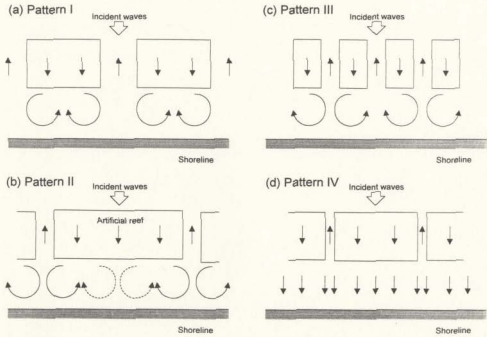 (a) Pattern I
Incident waves
Shoreline
(b) Pattern II
Incident waves
Artificial reef
Shoreline
(c) Pattern III
Incident waves
Shoreline
(d) Pattern IV
Incident waves
Shoreline